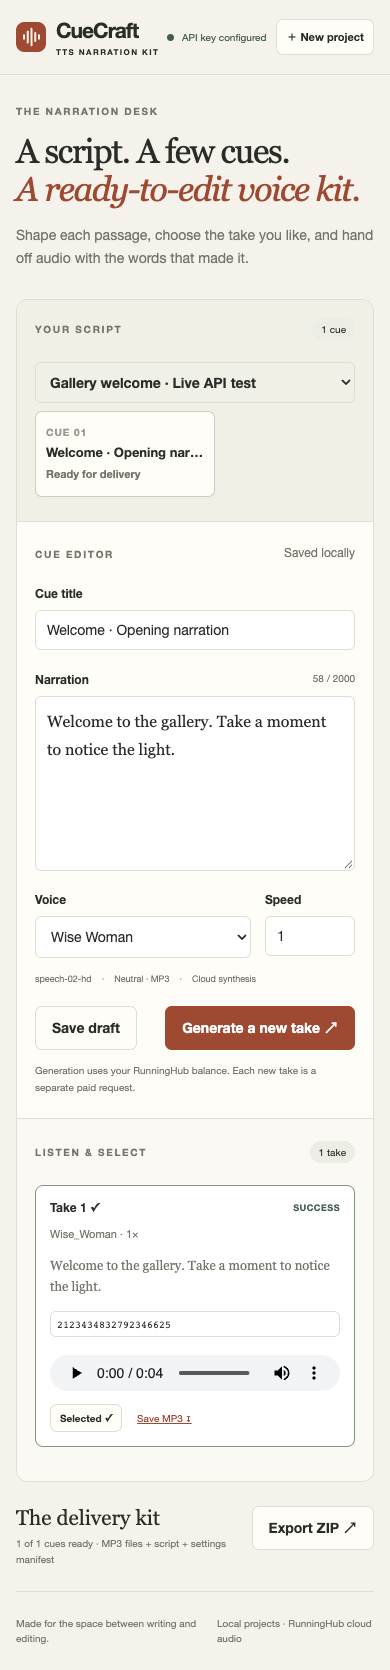 CueCraft
TTS NARRATION KIT
API key configured
+ New project
THE NARRATION DESK
A script. A few cues.
A ready-to-edit voice kit.
Shape each passage, choose the take you like, and hand
off audio with the words that made it.
YOUR SCRIPT
1 cue
Gallery welcome · Live API test
CUE 01
Welcome · Opening nar...
Ready for delivery
CUE EDITOR
Saved locally
Cue title
Welcome · Opening narration
Narration
58 / 2000
Welcome to the gallery. Take a moment
to notice the light.
Voice
Speed
Wise Woman
1
speech-02-hd · Neutral · MP3 · Cloud synthesis
Save draft
Generate a new take ↗
Generation uses your RunningHub balance. Each new take is a
separate paid request.
LISTEN & SELECT
1 take
Take 1 ✓
SUCCESS
Wise_Woman · 1×
Welcome to the gallery. Take a moment to notice
the light.
2123434832792346625
0:00 / 0:04
Selected ✓
Save MP3 ↧
The delivery kit
1 of 1 cues ready · MP3 files + script + settings
manifest
Export ZIP ↗
Made for the space between writing and
editing.
Local projects · RunningHub cloud
audio